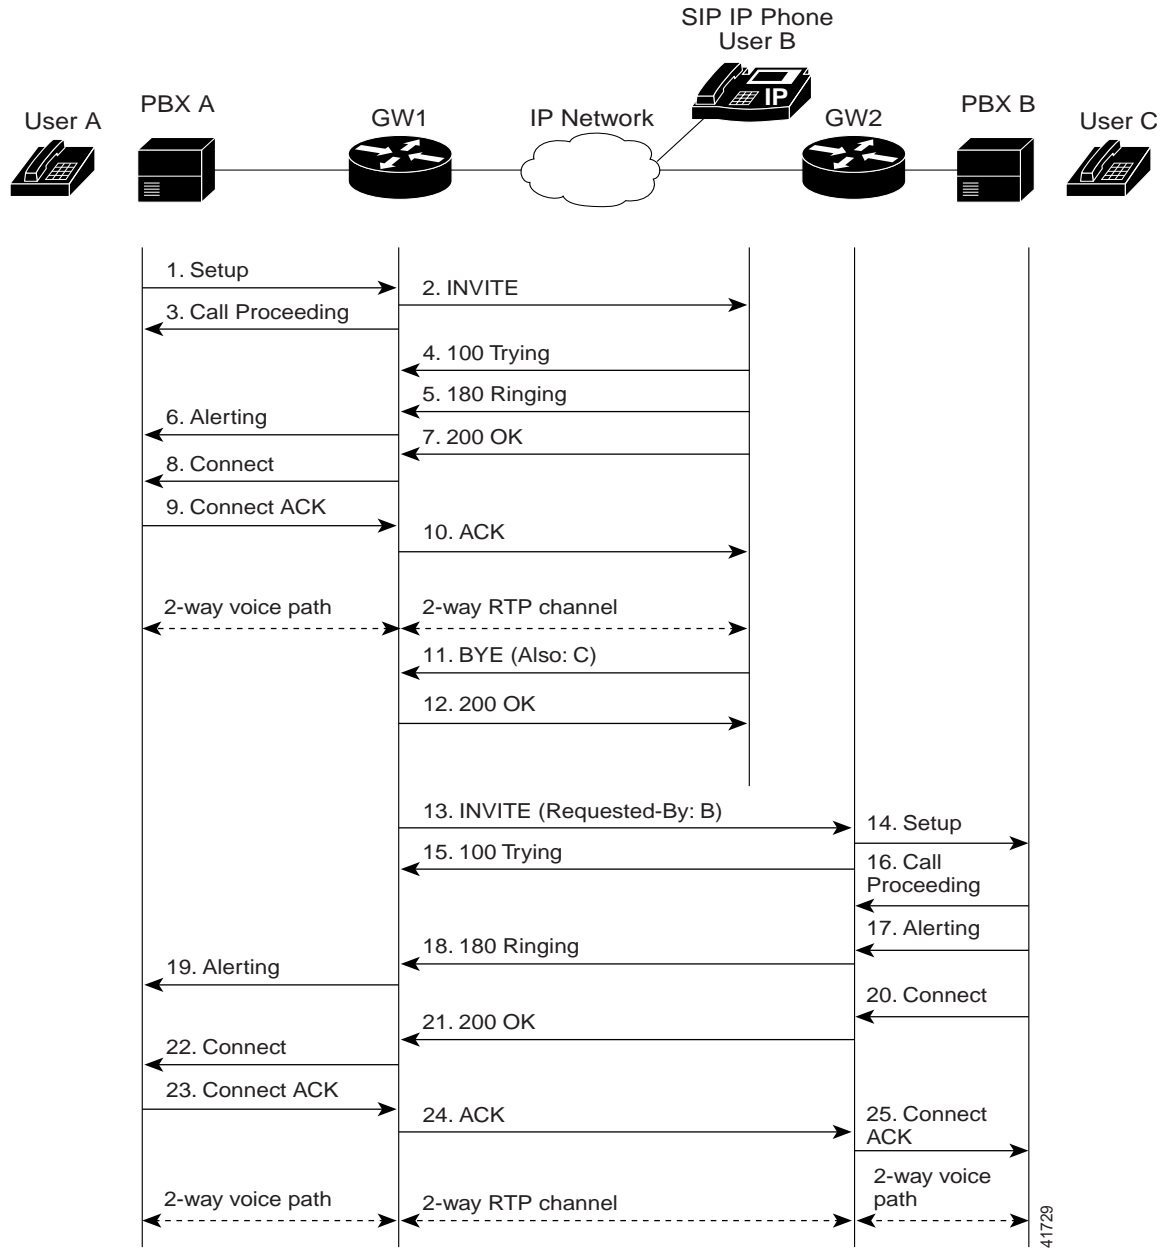 SIP IP Phone
User B
IP
PBX A
GW1
IP Network
GW2
PBX B
User A
User C
1. Setup
2. INVITE
3. Call Proceeding
4. 100 Trying
5. 180 Ringing
6. Alerting
7. 200 OK
8. Connect
9. Connect ACK
10. ACK
2-way voice path
2-way RTP channel
11. BYE (Also: C)
12. 200 OK
13. INVITE (Requested-By: B)
14. Setup
15. 100 Trying
16. Call
Proceeding
17. Alerting
18. 180 Ringing
19. Alerting
20. Connect
21. 200 OK
22. Connect
23. Connect ACK
24. ACK
25. Connect
ACK
2-way voice path
2-way RTP channel
2-way voice
path
41729